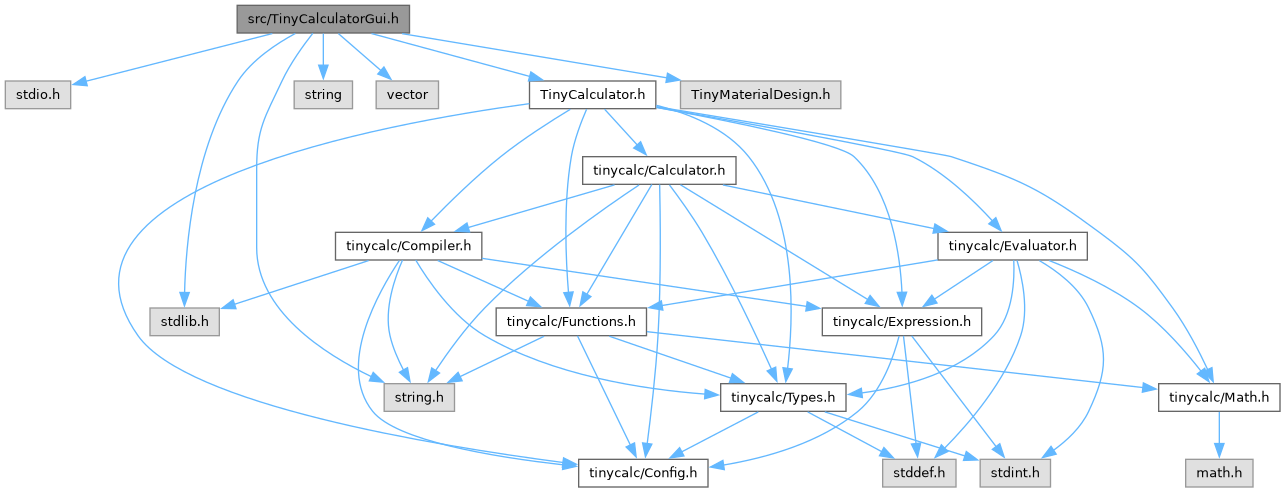 src/TinyCalculatorGui.h
stdio.h
string
vector
TinyCalculator.h
TinyMaterialDesign.h
tinycalc/Calculator.h
tinycalc/Compiler.h
tinycalc/Evaluator.h
stdlib.h
tinycalc/Functions.h
tinycalc/Expression.h
string.h
tinycalc/Types.h
tinycalc/Math.h
tinycalc/Config.h
stddef.h
stdint.h
math.h